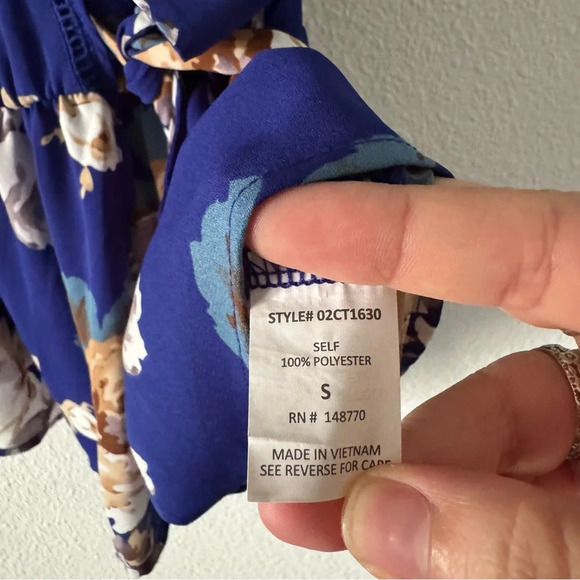 STYLE# 02CT1630
SELF
100% POLYESTER
S
RN # 148770
MADE IN VIETNAM
SEE REVERSE FOR CARE